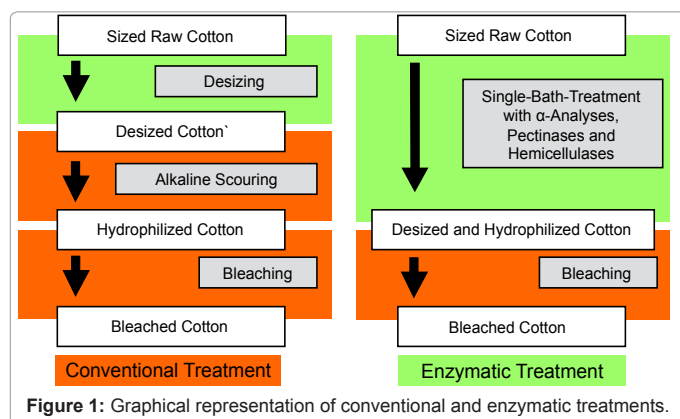 Sized Raw Cotton
Desizing
Desized Cotton`
Alkaline Scouring
Hydrophilized Cotton
Bleaching
Bleached Cotton
Conventional Treatment
Sized Raw Cotton
Single-Bath-Treatment
with α-Analyses,
Pectinases and
Hemicellulases
Desized and Hydrophilized Cotton
Bleaching
Bleached Cotton
Enzymatic Treatment
Figure 1: Graphical representation of conventional and enzymatic treatments.